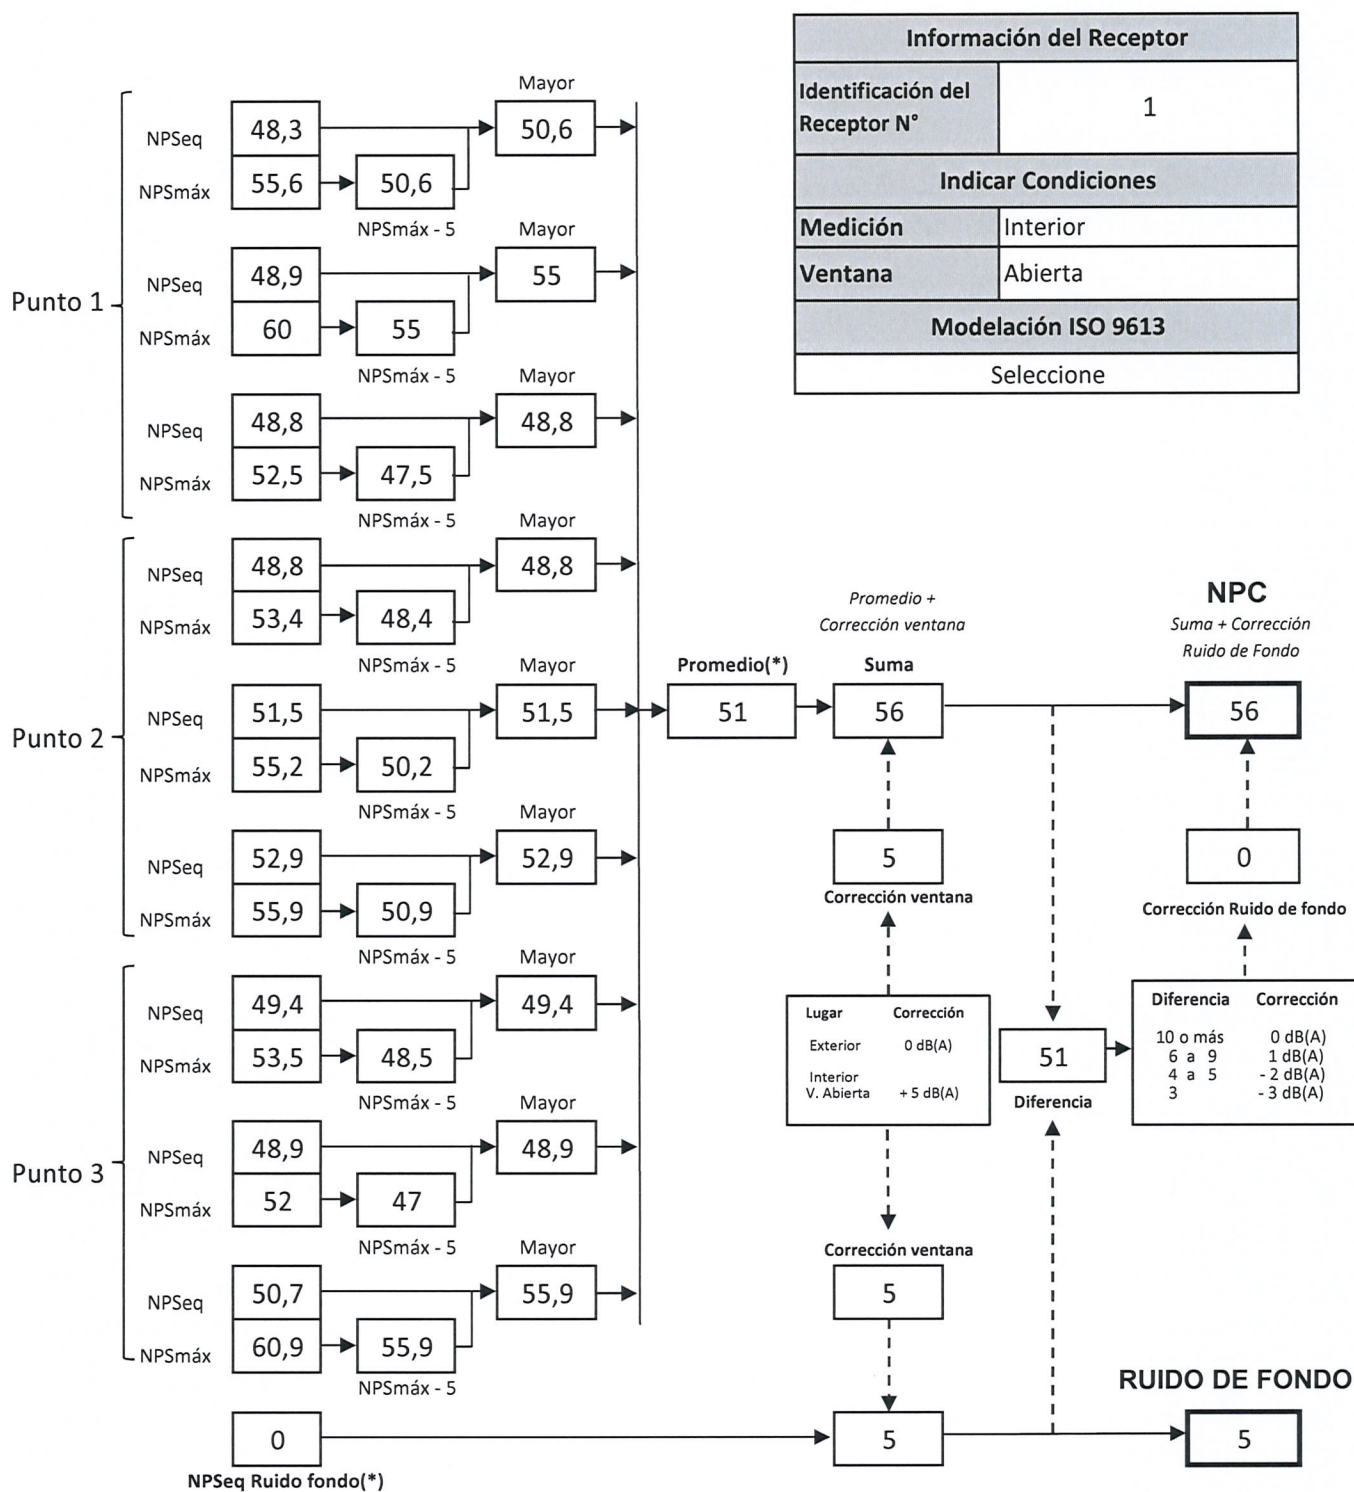 Información del Receptor
Identificación del Receptor N° 1
Indicar Condiciones
Medición Interior
Ventana Abierta
Modelación ISO 9613
Seleccione
Punto 1
Mayor
NPSeq 48,3 50,6
NPSmáx 55,6 50,6
NPSmáx - 5
Mayor
NPSeq 48,9 55
NPSmáx 60 55
NPSmáx - 5
Mayor
NPSeq 48,8 48,8
NPSmáx 52,5 47,5
NPSmáx - 5
Punto 2
Mayor
NPSeq 48,8 48,8
NPSmáx 53,4 48,4
NPSmáx - 5
Mayor
NPSeq 51,5 51,5
NPSmáx 55,2 50,2
NPSmáx - 5
Mayor
NPSeq 52,9 52,9
NPSmáx 55,9 50,9
NPSmáx - 5
Punto 3
Mayor
NPSeq 49,4 49,4
NPSmáx 53,5 48,5
NPSmáx - 5
Mayor
NPSeq 48,9 48,9
NPSmáx 52 47
NPSmáx - 5
Mayor
NPSeq 50,7 55,9
NPSmáx 60,9 55,9
NPSmáx - 5
0
NPSeq Ruido fondo(*)
Promedio(*)
51
Promedio +
Corrección ventana
Suma
56
5
Corrección ventana
Lugar Corrección
Exterior 0 dB(A)
Interior
V. Abierta + 5 dB(A)
Corrección ventana
5
5
51
Diferencia
NPC
Suma + Corrección
Ruido de Fondo
56
0
Corrección Ruido de fondo
Diferencia Corrección
10 o más 0 dB(A)
6 a 9 1 dB(A)
4 a 5 - 2 dB(A)
3 - 3 dB(A)
RUIDO DE FONDO
5